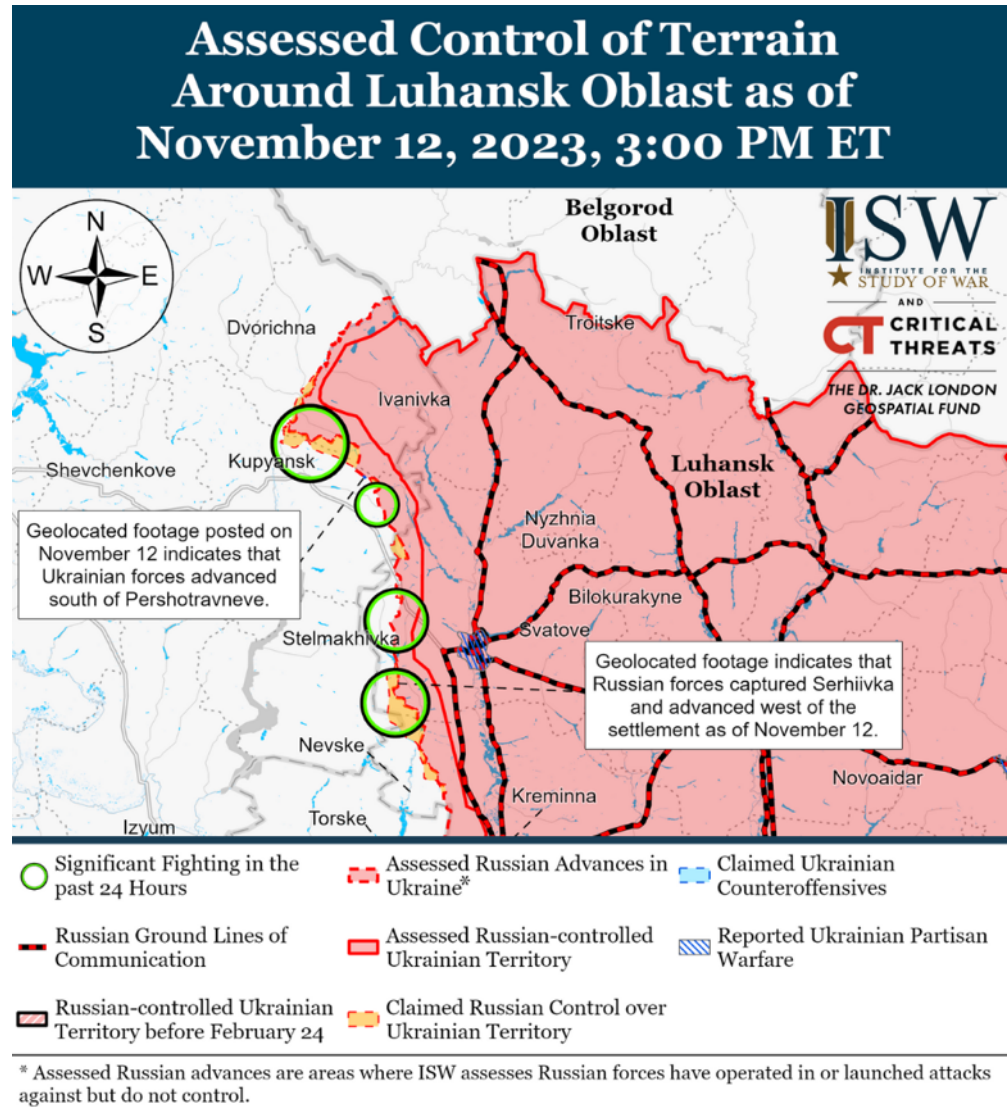 Assessed Control of Terrain
Around Luhansk Oblast as of
November 12, 2023, 3:00 PM ET
N
W
E
S
Belgorod
Oblast
ISW
INSTITUTE FOR THE
STUDY OF WAR
AND
CT CRITICAL
THREATS
THE DR. JACK LONDON
GEOSPATIAL FUND
Dvorichna
Troitske
Ivanivka
Shevchenkove
Kupyansk
Luhansk
Oblast
Geolocated footage posted on
November 12 indicates that
Ukrainian forces advanced
south of Pershotravneve.
Nyzhnia
Duvanka
Bilokurakyne
Stelmakhivka
Svatove
Geolocated footage indicates that
Russian forces captured Serhiivka
and advanced west of the
settlement as of November 12.
Nevske
Novoaidar
Kreminna
Torske
Izyum
Significant Fighting in the
past 24 Hours
Assessed Russian Advances in
Ukraine*
Claimed Ukrainian
Counteroffensives
Russian Ground Lines of
Communication
Assessed Russian-controlled
Ukrainian Territory
Reported Ukrainian Partisan
Warfare
Russian-controlled Ukrainian
Territory before February 24
Claimed Russian Control over
Ukrainian Territory
* Assessed Russian advances are areas where ISW assesses Russian forces have operated in or launched attacks
against but do not control.